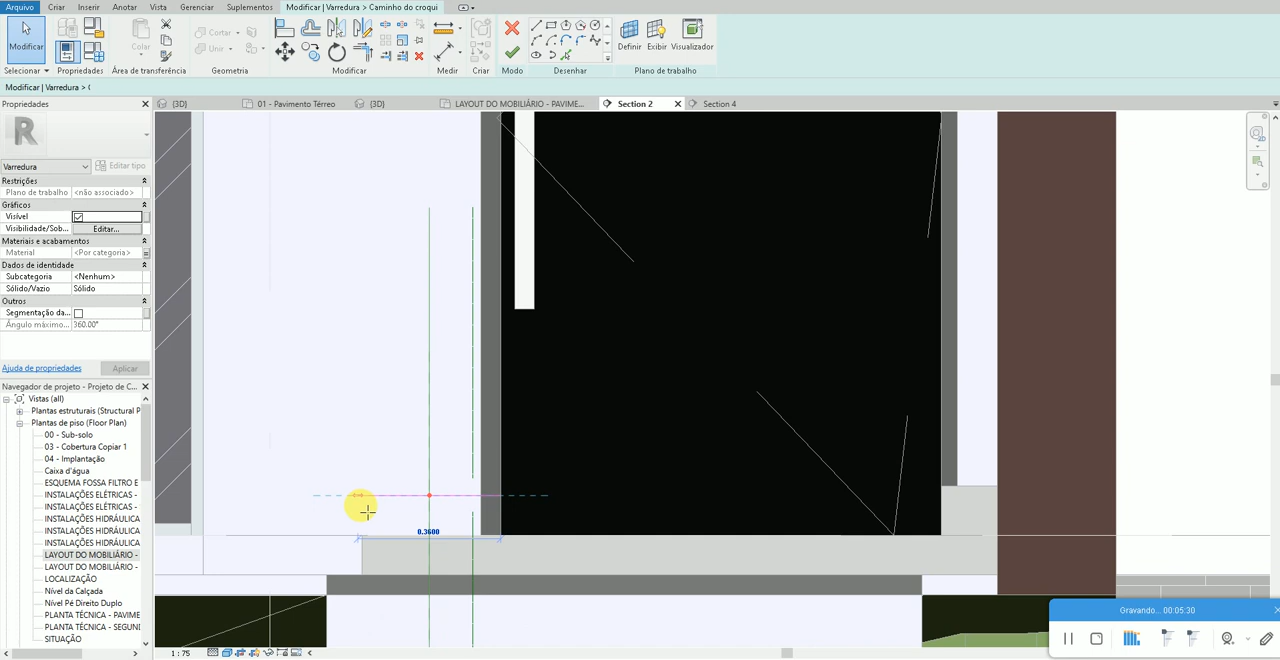 Arquivo Criar Inserir Anotar Vista Gerenciar Suplementos Modificar | Varredura > Caminho do croqui
Modificar Colar Cortar Unir Definir Exibir Visualizador
Selecionar Propriedades Área de transferência Geometria Modificar Medir Criar Modo Desenhar Plano de trabalho
Modificar | Varredura > (
Propriedades
{3D} 01 - Pavimento Térreo {3D} LAYOUT DO MOBILIÁRIO - PAVIME... Section 2 Section 4
Varredura Editar tipo
Restrições
Plano de trabalho <não associado>
Gráficos
Visível
Visibilidade/Sob... Editar...
Materiais e acabamentos
Material <Por categoria>
Dados de identidade
Subcategoria <Nenhum>
Sólido/Vazio Sólido
Outros
Segmentação da...
Ângulo máximo... 360.00°
Ajuda de propriedades Aplicar
Navegador de projeto - Projeto de C...
Vistas (all)
Plantas estruturais (Structural P
Plantas de piso (Floor Plan)
00 - Sub-solo
03 - Cobertura Copiar 1
04 - Implantação
Caixa d'água
ESQUEMA FOSSA FILTRO E
INSTALAÇÕES ELÉTRICAS -
INSTALAÇÕES ELÉTRICAS -
INSTALAÇÕES HIDRÁULICA
INSTALAÇÕES HIDRÁULICA
INSTALAÇÕES HIDRÁULICA
LAYOUT DO MOBILIÁRIO -
LAYOUT DO MOBILIÁRIO -
LOCALIZAÇÃO
Nível da Calçada
Nível Pé Direito Duplo
PLANTA TÉCNICA - PAVIME
PLANTA TÉCNICA - SEGUN
SITUAÇÃO
0.3600
1 : 75
Gravando... 00:05:30